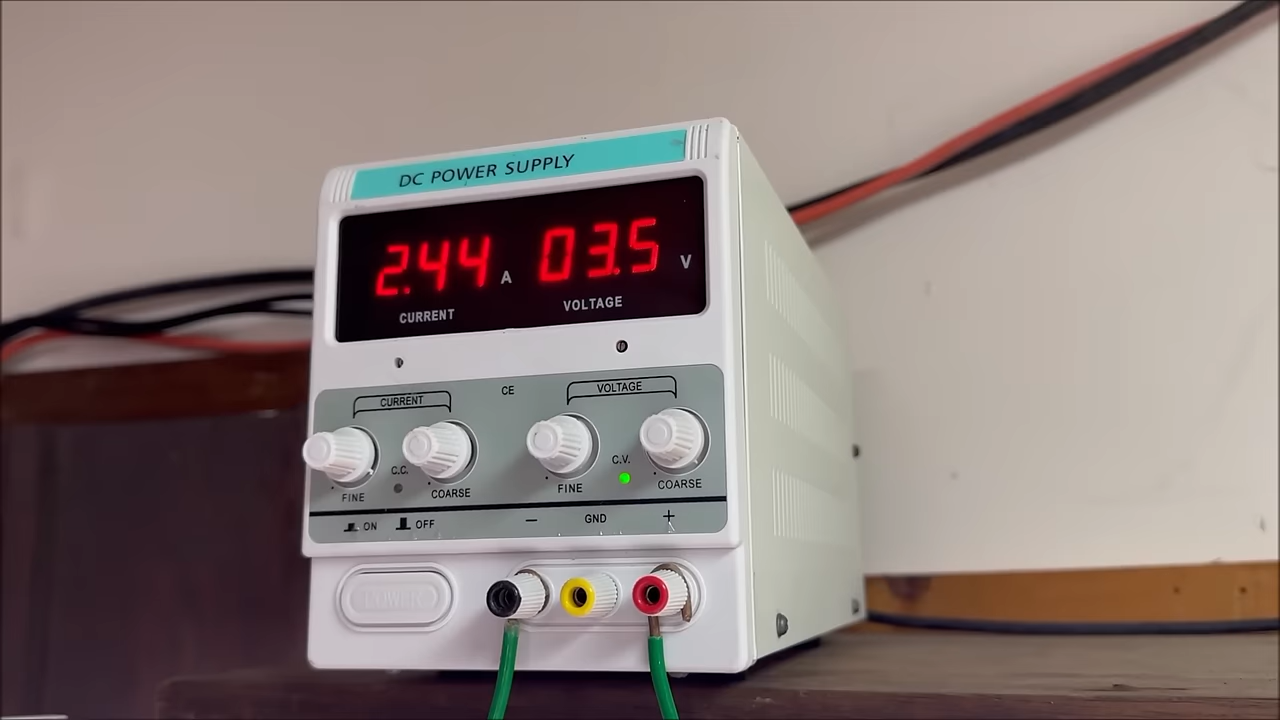 DC POWER SUPPLY
2.44 A 03.5 V
CURRENT VOLTAGE
CURRENT CE VOLTAGE
C.C. C.V.
FINE COARSE FINE COARSE
ON OFF − GND +
POWER